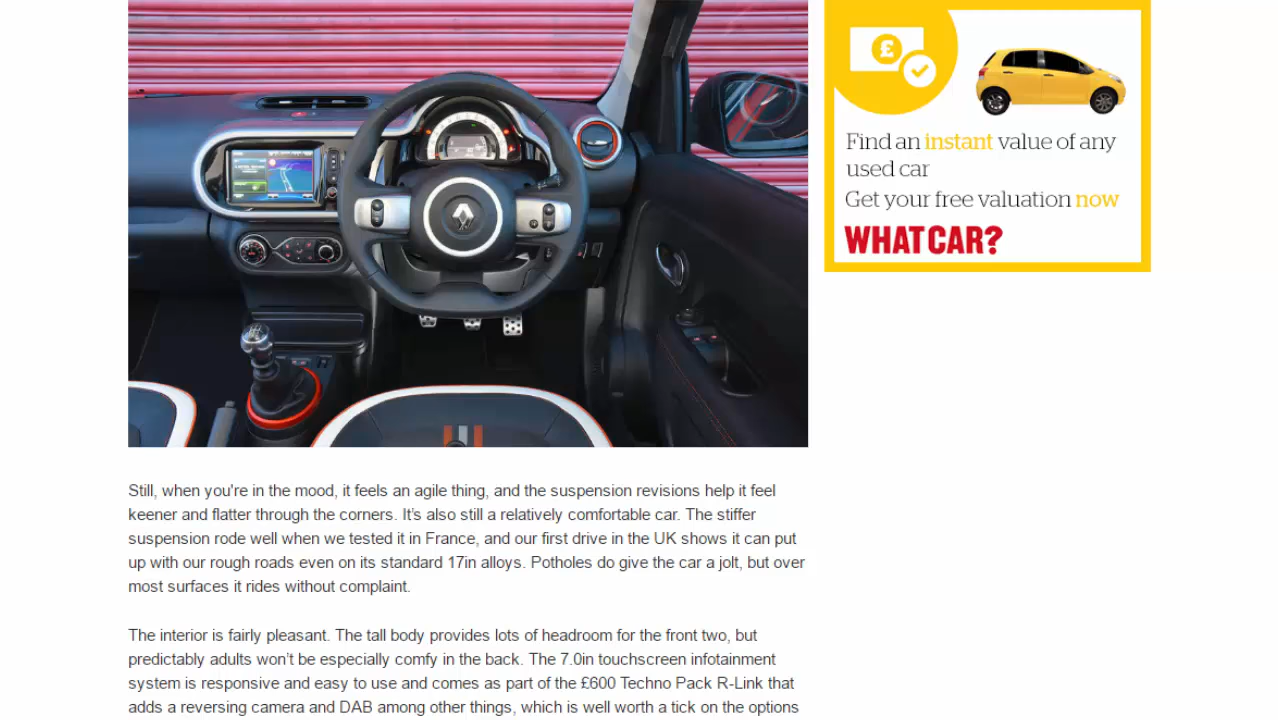 Find an instant value of any
used car
Get your free valuation now
WHAT CAR?
Still, when you're in the mood, it feels an agile thing, and the suspension revisions help it feel
keener and flatter through the corners. It’s also still a relatively comfortable car. The stiffer
suspension rode well when we tested it in France, and our first drive in the UK shows it can put
up with our rough roads even on its standard 17in alloys. Potholes do give the car a jolt, but over
most surfaces it rides without complaint.
The interior is fairly pleasant. The tall body provides lots of headroom for the front two, but
predictably adults won’t be especially comfy in the back. The 7.0in touchscreen infotainment
system is responsive and easy to use and comes as part of the £600 Techno Pack R-Link that
adds a reversing camera and DAB among other things, which is well worth a tick on the options